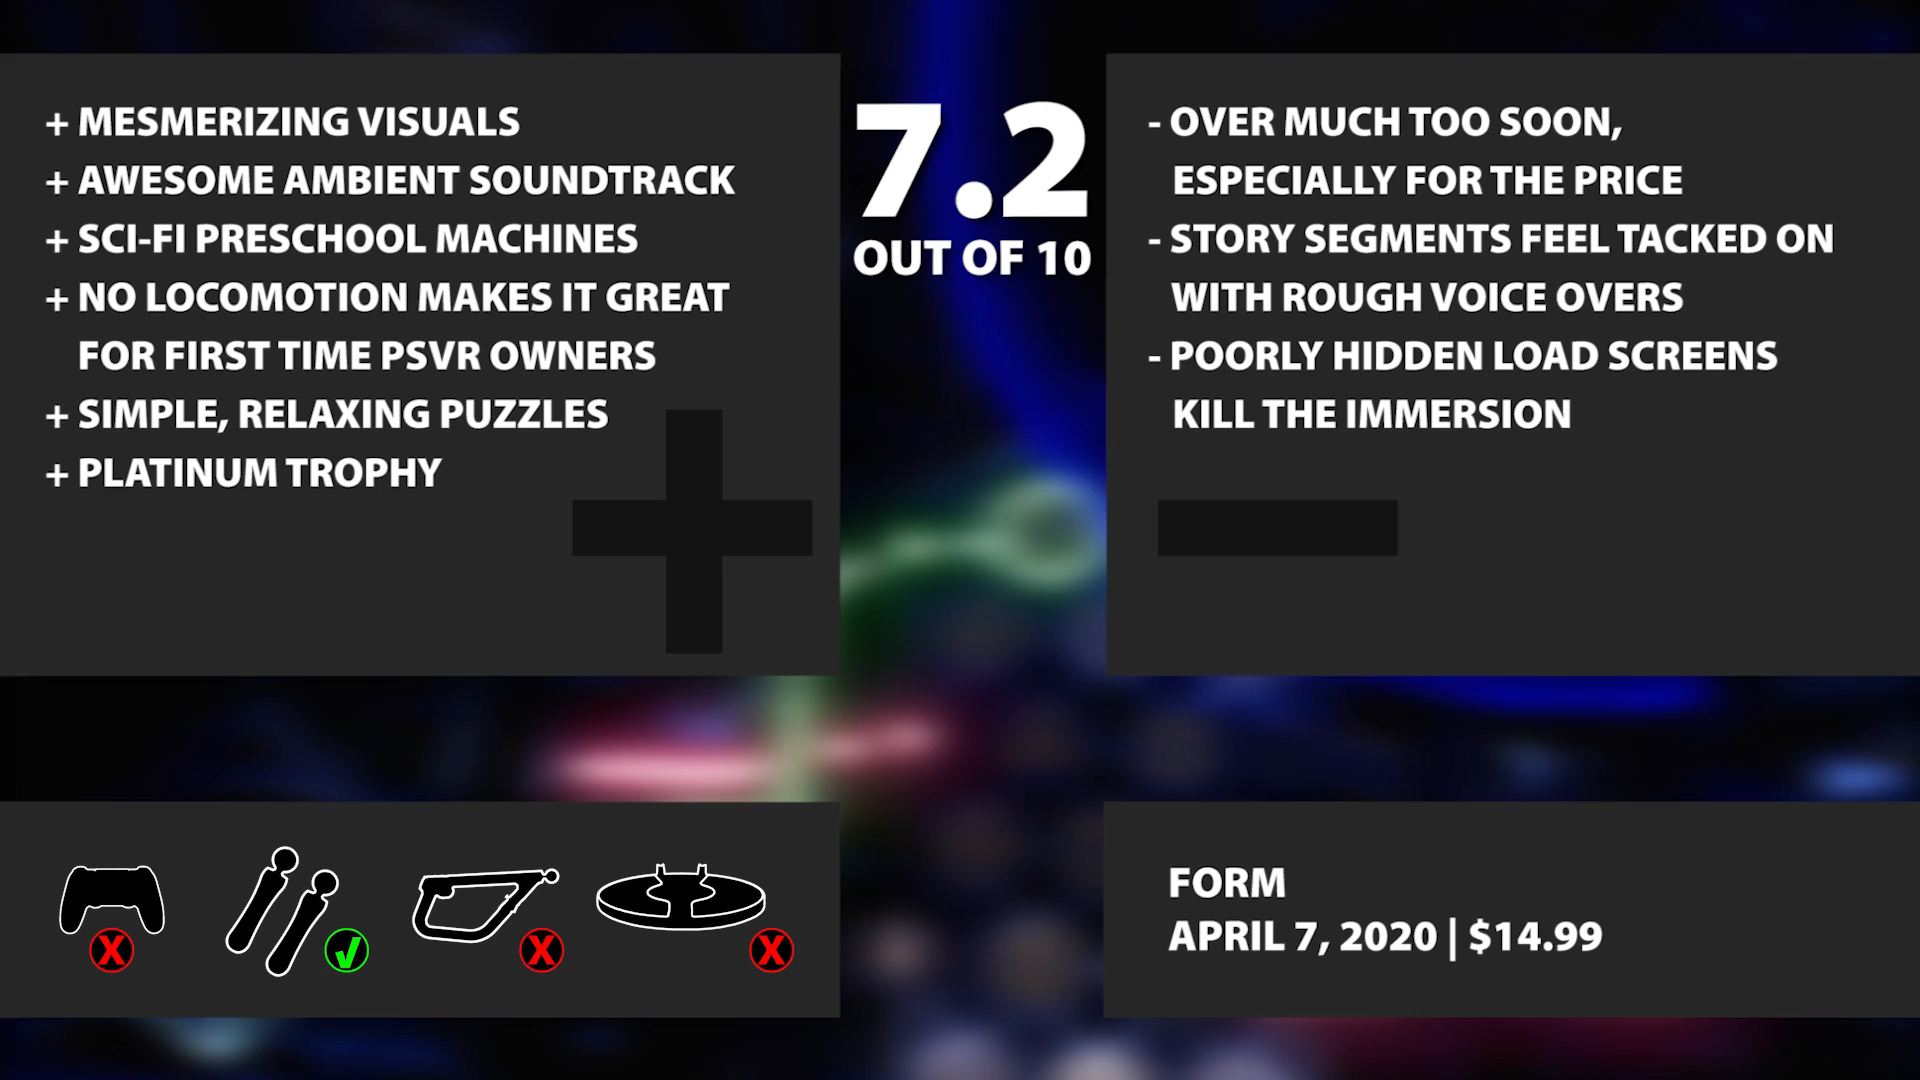 + MESMERIZING VISUALS
+ AWESOME AMBIENT SOUNDTRACK
+ SCI-FI PRESCHOOL MACHINES
+ NO LOCOMOTION MAKES IT GREAT
FOR FIRST TIME PSVR OWNERS
+ SIMPLE, RELAXING PUZZLES
+ PLATINUM TROPHY
7.2
OUT OF 10
- OVER MUCH TOO SOON,
ESPECIALLY FOR THE PRICE
- STORY SEGMENTS FEEL TACKED ON
WITH ROUGH VOICE OVERS
- POORLY HIDDEN LOAD SCREENS
KILL THE IMMERSION
X
X
X
FORM
APRIL 7, 2020 | $14.99